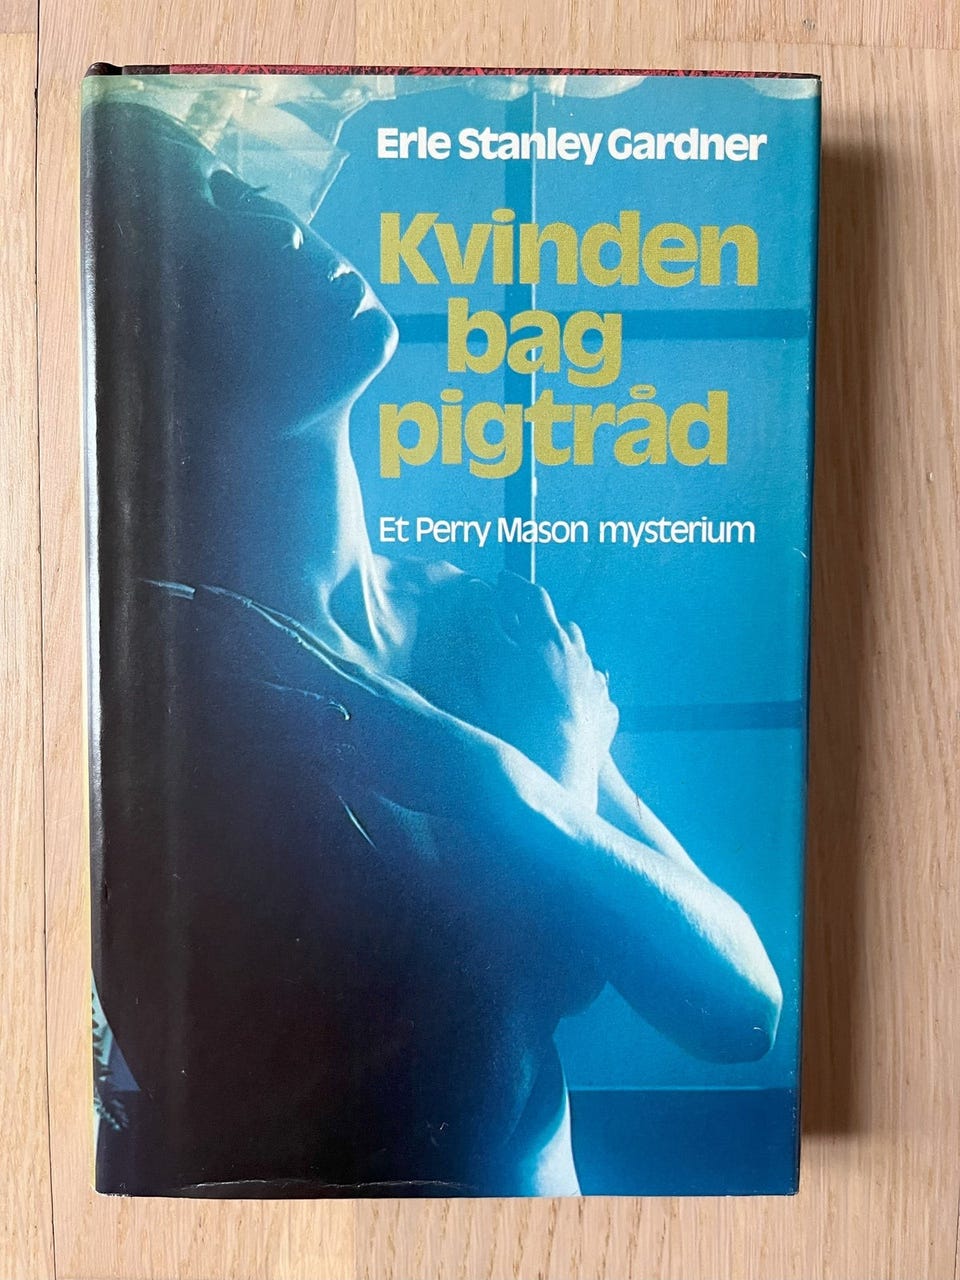 Erle Stanley Gardner
Kvinden
bag
pigtråd
Et Perry Mason mysterium